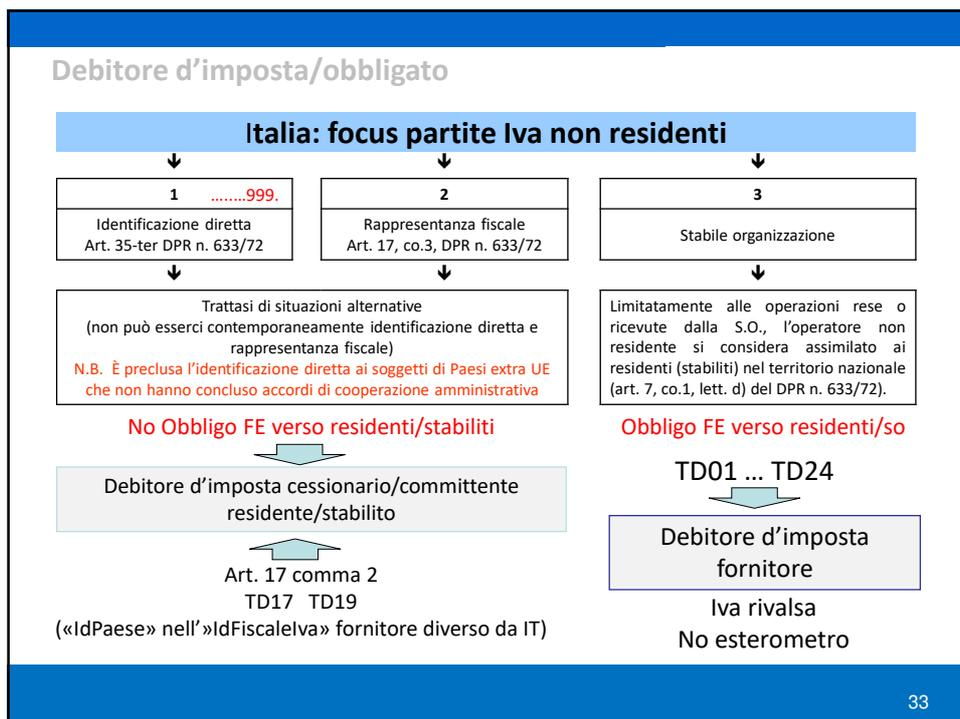 Debitore d'imposta/obbligato
Italia: focus partite Iva non residenti
1 ….....999.
Identificazione diretta
Art. 35-ter DPR n. 633/72
2
Rappresentanza fiscale
Art. 17, co.3, DPR n. 633/72
3
Stabile organizzazione
Trattasi di situazioni alternative
(non può esserci contemporaneamente identificazione diretta e
rappresentanza fiscale)
N.B. È preclusa l'identificazione diretta ai soggetti di Paesi extra UE
che non hanno concluso accordi di cooperazione amministrativa
Limitatamente alle operazioni rese o
ricevute dalla S.O., l'operatore non
residente si considera assimilato ai
residenti (stabiliti) nel territorio nazionale
(art. 7, co.1, lett. d) del DPR n. 633/72).
No Obbligo FE verso residenti/stabiliti
Debitore d'imposta cessionario/committente
residente/stabilito
Art. 17 comma 2
TD17 TD19
(«IdPaese» nell'»IdFiscaleIva» fornitore diverso da IT)
Obbligo FE verso residenti/so
TD01 … TD24
Debitore d'imposta
fornitore
Iva rivalsa
No esterometro
33